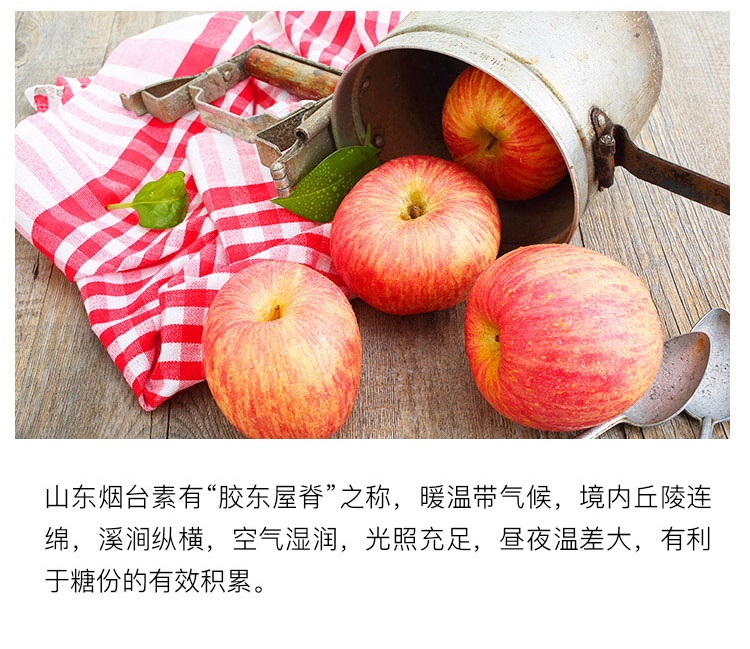 山东烟台素有“胶东屋脊”之称，暖温带气候，境内丘陵连
绵，溪涧纵横，空气湿润，光照充足，昼夜温差大，有利
于糖份的有效积累。